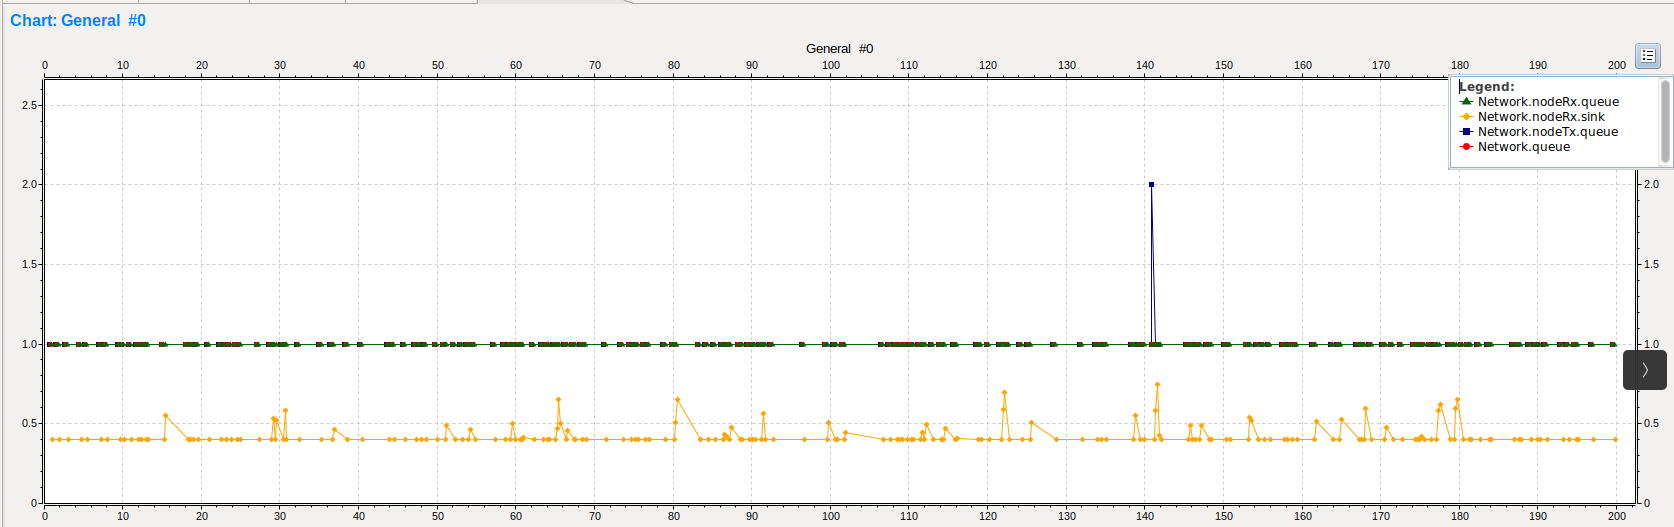 Chart: General #0
General #0
0 10 20 30 40 50 60 70 80 90 100 110 120 130 140 150 160 170 180 190 200
Legend:
Network.nodeRx.queue
Network.nodeRx.sink
Network.nodeTx.queue
Network.queue
2.5
2.0 2.0
1.5 1.5
1.0 1.0
0.5 0.5
0 0
0 10 20 30 40 50 60 70 80 90 100 110 120 130 140 150 160 170 180 190 200